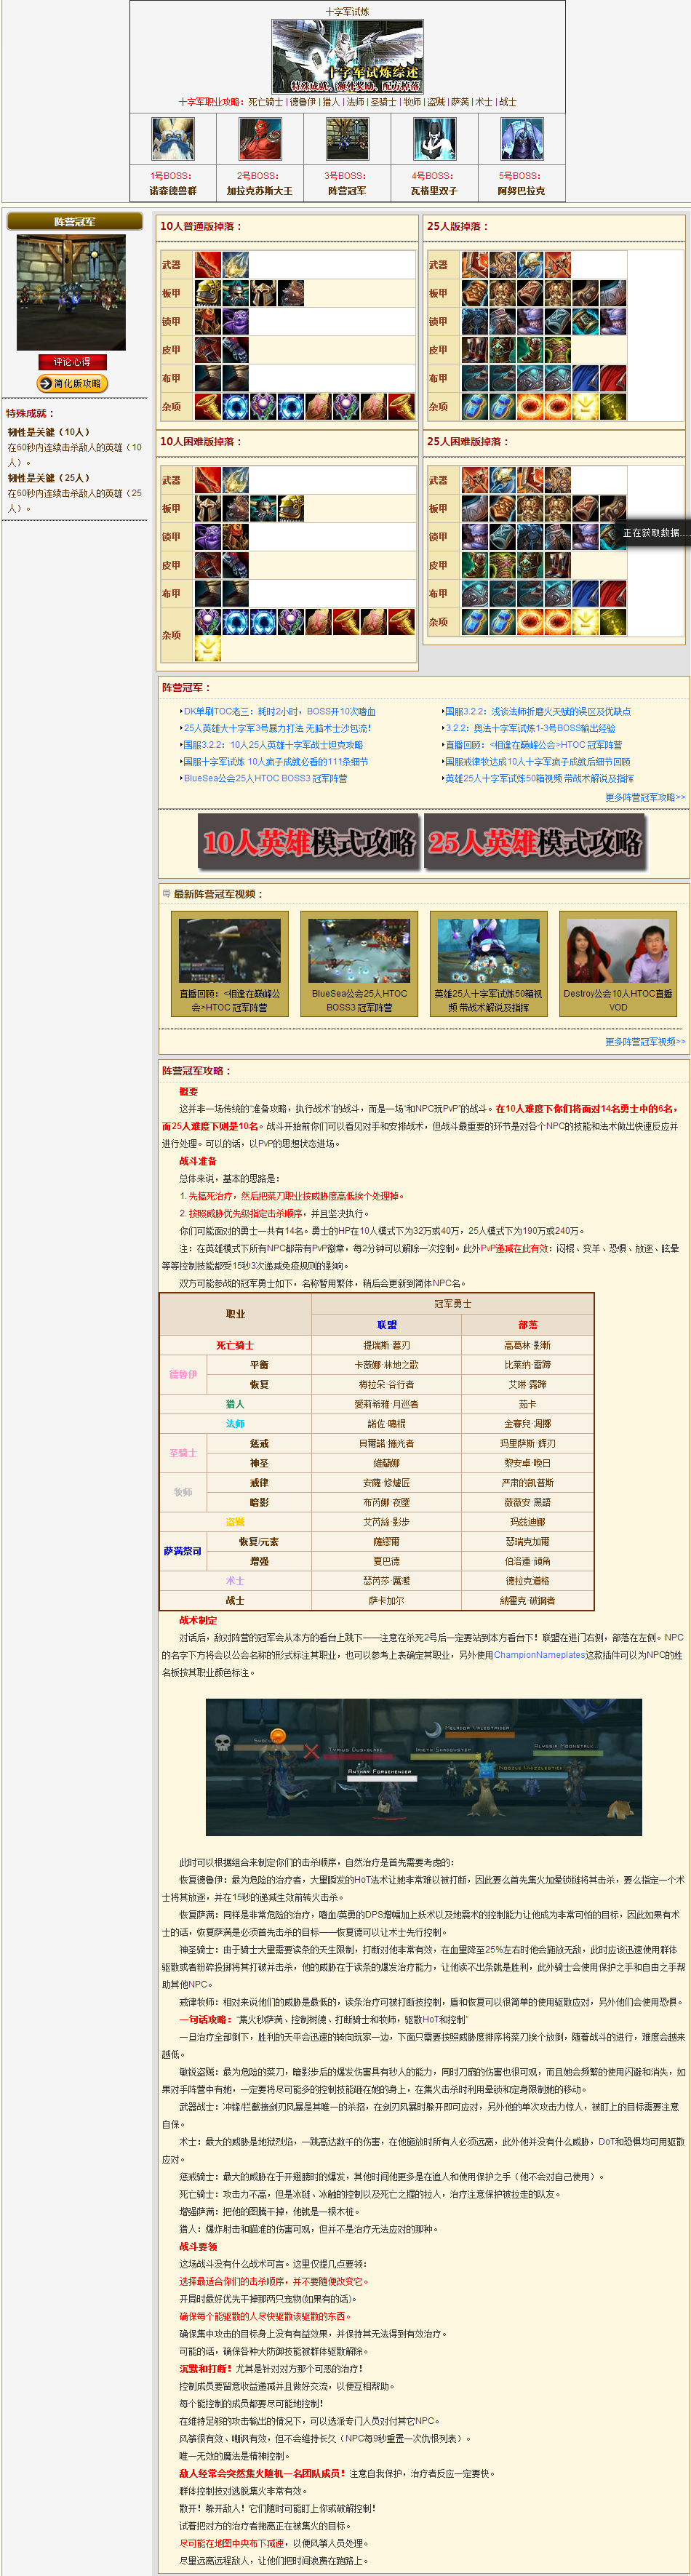 十字军试炼
十字军试炼综述
特殊成就，额外奖励，配方掉落
十字军职业攻略：死亡骑士 | 德鲁伊 | 猎人 | 法师 | 圣骑士 | 牧师 | 盗贼 | 萨满 | 术士 | 战士
1号BOSS： 2号BOSS： 3号BOSS： 4号BOSS： 5号BOSS：
诺森德兽群 加拉克苏斯大王 阵营冠军 瓦格里双子 阿努巴拉克
阵营冠军
评论心得
简化版攻略
特殊成就：
韧性是关键（10人）
在60秒内连续击杀敌人的英雄（10
人）。
韧性是关键（25人）
在60秒内连续击杀敌人的英雄（25
人）。
10人普通版掉落：
武器
板甲
锁甲
皮甲
布甲
杂项
25人版掉落：
武器
板甲
锁甲
皮甲
布甲
杂项
10人困难版掉落：
武器
板甲
锁甲
皮甲
布甲
杂项
25人困难版掉落：
武器
板甲
锁甲
皮甲
布甲
杂项
正在获取数据...
阵营冠军：
DK单刷TOC老三：耗时2小时，BOSS开10次嗜血
国服3.2.2：浅谈法师折磨火天赋的误区及优缺点
25人英雄大十字军3号暴力打法 无脑术士沙包流!
3.2.2：奥法十字军试炼1-3号BOSS输出经验
国服3.2.2：10人25人英雄十字军战士坦克攻略
直播回顾：<相逢在巅峰公会>HTOC 冠军阵营
国服十字军试炼 10人疯子成就必看的111条细节
国服戒律牧达成10人十字军疯子成就后细节回顾
BlueSea公会25人HTOC BOSS3 冠军阵营
英雄25人十字军试炼50箱视频 带战术解说及指挥
更多阵营冠军攻略>>
10人英雄模式攻略 25人英雄模式攻略
最新阵营冠军视频：
直播回顾：<相逢在巅峰公
会>HTOC 冠军阵营
BlueSea公会25人HTOC
BOSS3 冠军阵营
英雄25人十字军试炼50箱视
频 带战术解说及指挥
Destroy公会10人HTOC直播
VOD
更多阵营冠军视频>>
阵营冠军攻略：
概要
这并非一场传统的“准备攻略，执行战术”的战斗，而是一场“和NPC玩PvP”的战斗。在10人难度下你们将面对14名勇士中的6名，
而25人难度下则是10名。战斗开始前你们可以看见对手和安排战术，但战斗最重要的环节是对各个NPC的技能和法术做出快速反应并
进行处理。可以的话，以PvP的思想状态进场。
战斗准备
总体来说，基本的思路是：
1. 先搞死治疗，然后把菜刀职业按威胁度高低挨个处理掉。
2. 按照威胁优先级指定击杀顺序，并且坚决执行。
你们可能面对的勇士一共有14名。勇士的HP在10人模式下为32万或40万，25人模式下为190万或240万。
注：在英雄模式下所有NPC都带有PvP徽章，每2分钟可以解除一次控制。此外PvP递减在此有效：闷棍、变羊、恐惧、放逐、眩晕
等等控制技能都受15秒3次递减免疫规则的影响。
双方可能参战的冠军勇士如下，名称暂用繁体，稍后会更新到简体NPC名。
职业 冠军勇士
联盟 部落
死亡骑士 提瑞斯·暮刃 高葛林·影斬
德鲁伊 平衡 卡薇娜·林地之歌 比莱纳·雷蹄
恢复 梅拉朵·谷行者 艾琳·霧蹄
猎人 愛莉希雅·月巡者 茄卡
法师 諾佐·嘯棍 金賽兒·凋擲
圣骑士 惩戒 貝爾諾·擒光者 玛里萨斯·辉刃
神圣 維蘭娜 黎安卓·喚日
牧师 戒律 安薩·修爐匠 严肃的凯普斯
暗影 布芮娜·夜墜 薇薇安·黑語
盗贼 艾芮絲·影步 玛兹迪娜
萨满祭司 恢复/元素 薩繆爾 瑟瑞克加爾
增强 夏巴德 伯洛連·頑角
术士 瑟芮莎·厲濺 德拉克道格
战士 萨卡加尔 納霍克·破鋼者
战术制定
对话后，敌对阵营的冠军会从本方的看台上跳下——注意在杀死2号后一定要站到本方看台下！联盟在进门右侧，部落在左侧。NPC
的名字下方将会以公会名称的形式标注其职业，也可以参考上表确定其职业，另外使用ChampionNameplates这款插件可以为NPC的姓
名板按其职业颜色标注。
此时可以根据组合来制定你们的击杀顺序，自然治疗是首先需要考虑的：
恢复德鲁伊：最为危险的治疗者，大量瞬发的HoT法术让她非常难以被打断，因此要么首先集火加晕锁链将其击杀，要么指定一个术
士将其放逐，并在15秒的递减生效前转火击杀。
恢复萨满：同样是非常危险的治疗，嗜血/英勇的DPS增幅加上妖术以及地震术的控制能力让他成为非常可怕的目标，因此如果有术
士的话，恢复萨满是必须首先击杀的目标——恢复德可以让术士先行控制。
神圣骑士：由于骑士大量需要读条的天生限制，打断对他非常有效，在血量降至25%左右时他会施放无敌，此时应该迅速使用群体
驱散或者粉碎投掷将其打破并击杀，他的威胁在于读条的爆发治疗能力，让他读不出条就是胜利，此外骑士会使用保护之手和自由之手帮
助其他NPC。
戒律牧师：相对来说他们的威胁是最低的，读条治疗可被打断技控制，盾和恢复可以很简单的使用驱散应对，另外他们会使用恐惧。
一句话攻略：“集火秒萨满、控制树德、打断骑士和牧师，驱散HoT和控制”
一旦治疗全部倒下，胜利的天平会迅速的转向玩家一边，下面只需要按照威胁度排序将菜刀挨个放倒，随着战斗的进行，难度会越来
越低。
敏锐盗贼：最为危险的菜刀，暗影步后的爆发伤害具有秒人的能力，同时刀扇的伤害也很可观，而且她会频繁的使用闪避和消失，如
果对手阵营中有她，一定要将尽可能多的控制技能砸在她的身上，在集火击杀时利用晕锁和定身限制她的移动。
武器战士：冲锋/拦截接剑刃风暴是其唯一的杀招，在剑刃风暴时躲开即可应对，另外他的单次攻击力惊人，被盯上的目标需要注意
自保。
术士：最大的威胁是地狱烈焰，一跳高达数千的伤害，在他施放时所有人必须远离，此外他并没有什么威胁，DoT和恐惧均可用驱散
应对。
惩戒骑士：最大的威胁在于开翅膀时的爆发，其他时间他更多是在追人和使用保护之手（他不会对自己使用）。
死亡骑士：攻击力不高，但是冰链、冰触的控制以及死亡之握的拉人，治疗注意保护被拉走的队友。
增强萨满：把他的图腾干掉，他就是一根木桩。
猎人：爆炸射击和瞄准的伤害可观，但并不是治疗无法应对的那种。
战斗要领
这场战斗没有什么战术可言。这里仅提几点要领：
选择最适合你们的击杀顺序，并不要随便改变它。
开局时最好优先干掉那两只宠物(如果有的话)。
确保每个能驱散的人尽快驱散该驱散的东西。
确保集中攻击的目标身上没有有益效果，并保持其无法得到有效治疗。
可能的话，确保各种大防御技能被群体驱散解除。
沉默和打断！尤其是针对对方那个可恶的治疗！
控制成员要留意收益递减并且做好交流，以便互相帮助。
每个能控制的成员都要尽可能地控制！
在维持足够的攻击输出的情况下，可以选派专门人员对付其它NPC。
风筝很有效、嘲讽有效，但不会维持长久（NPC每9秒重置一次仇恨列表）。
唯一无效的魔法是精神控制。
敌人经常会突然集火随机一名团队成员！注意自我保护，治疗者反应一定要快。
群体控制技对逃脱集火非常有效。
散开！躲开敌人！它们随时可能盯上你或破解控制！
试着把对方的治疗者拖离正在被集火的目标。
尽可能在地图中央布下减速，以便风筝人员处理。
尽量远离远程敌人，让他们把时间浪费在跑路上。